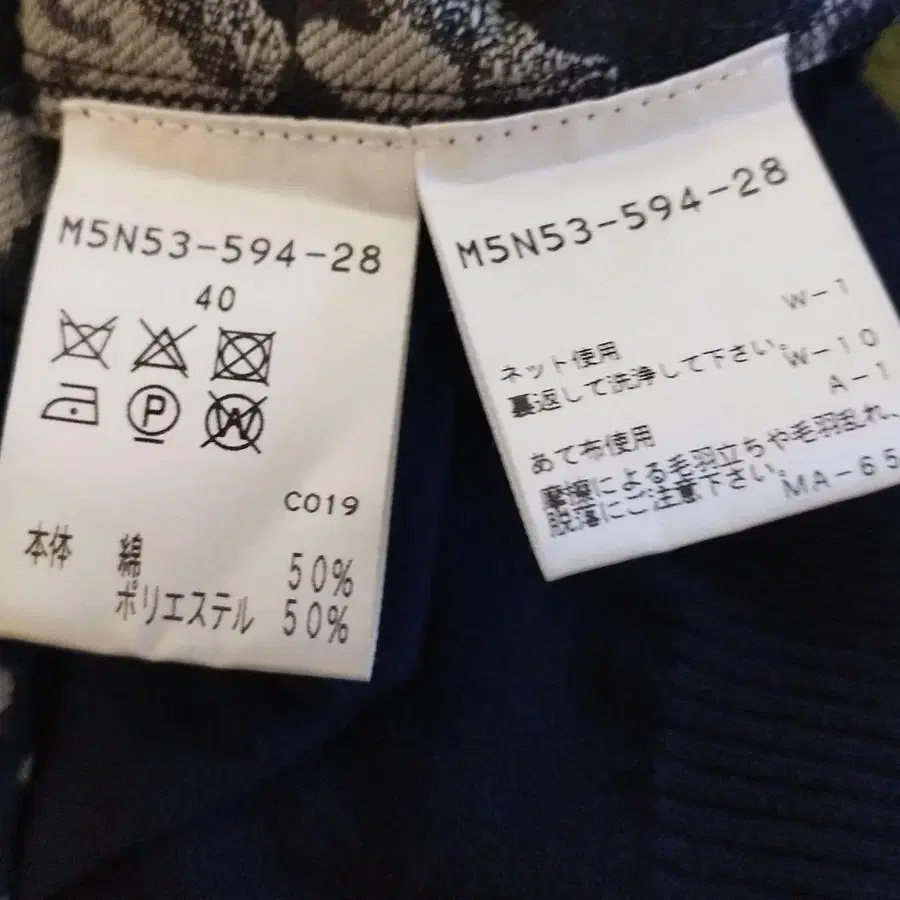 M5N53-594-28
40
P
W
C019
本体 綿 50%
ポリエステル 50%
M5N53-594-28
W-1
ネット使用
W-10
裏返して洗浄して下さい。
A-1
あて布使用
摩擦による毛羽立ちや毛羽乱れ、
脱落にご注意下さい。
MA-65